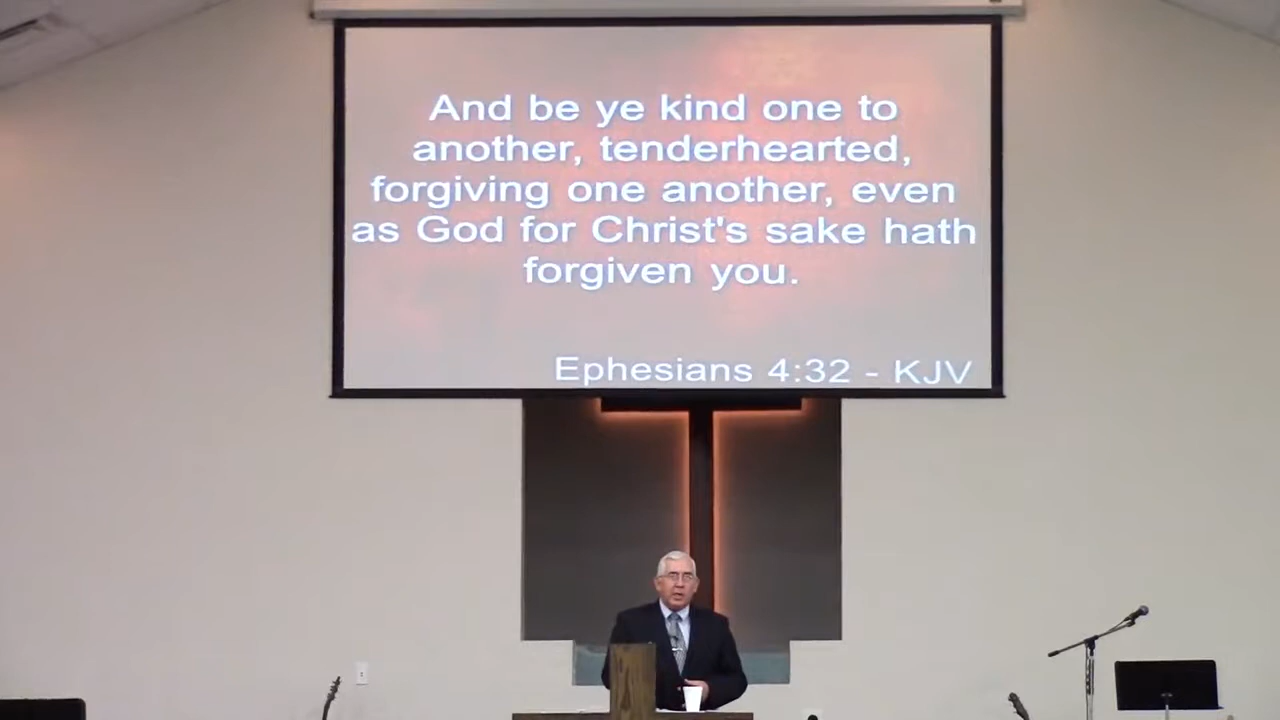 And be ye kind one to
another, tenderhearted,
forgiving one another, even
as God for Christ's sake hath
forgiven you.
Ephesians 4:32 - KJV